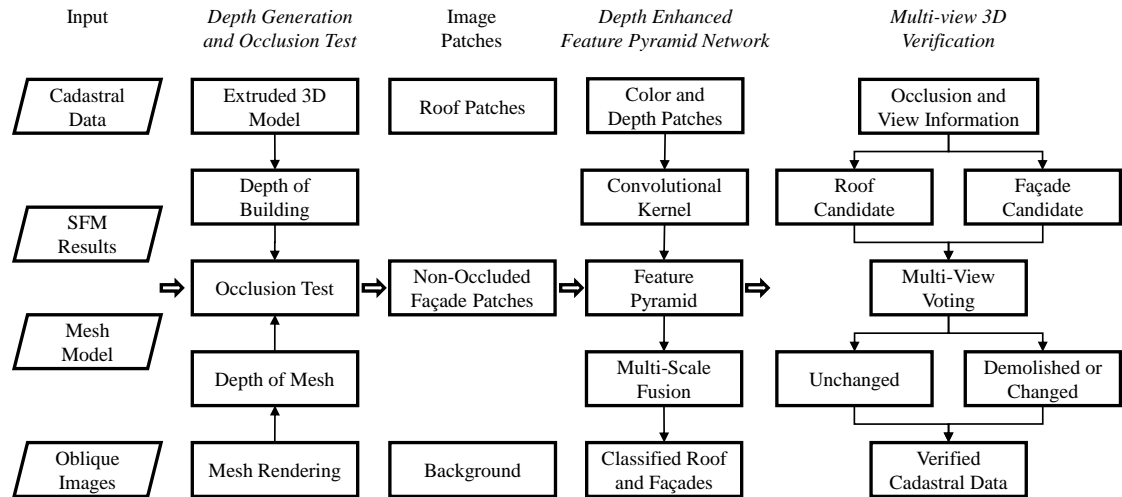 Input
Depth Generation
and Occlusion Test
Image
Patches
Depth Enhanced
Feature Pyramid Network
Multi-view 3D
Verification
Cadastral
Data
SFM
Results
Mesh
Model
Oblique
Images
Extruded 3D
Model
Depth of
Building
Occlusion Test
Depth of Mesh
Mesh Rendering
Roof Patches
Non-Occluded
Façade Patches
Background
Color and
Depth Patches
Convolutional
Kernel
Feature
Pyramid
Multi-Scale
Fusion
Classified Roof
and Façades
Occlusion and
View Information
Roof
Candidate
Façade
Candidate
Multi-View
Voting
Unchanged
Demolished or
Changed
Verified
Cadastral Data